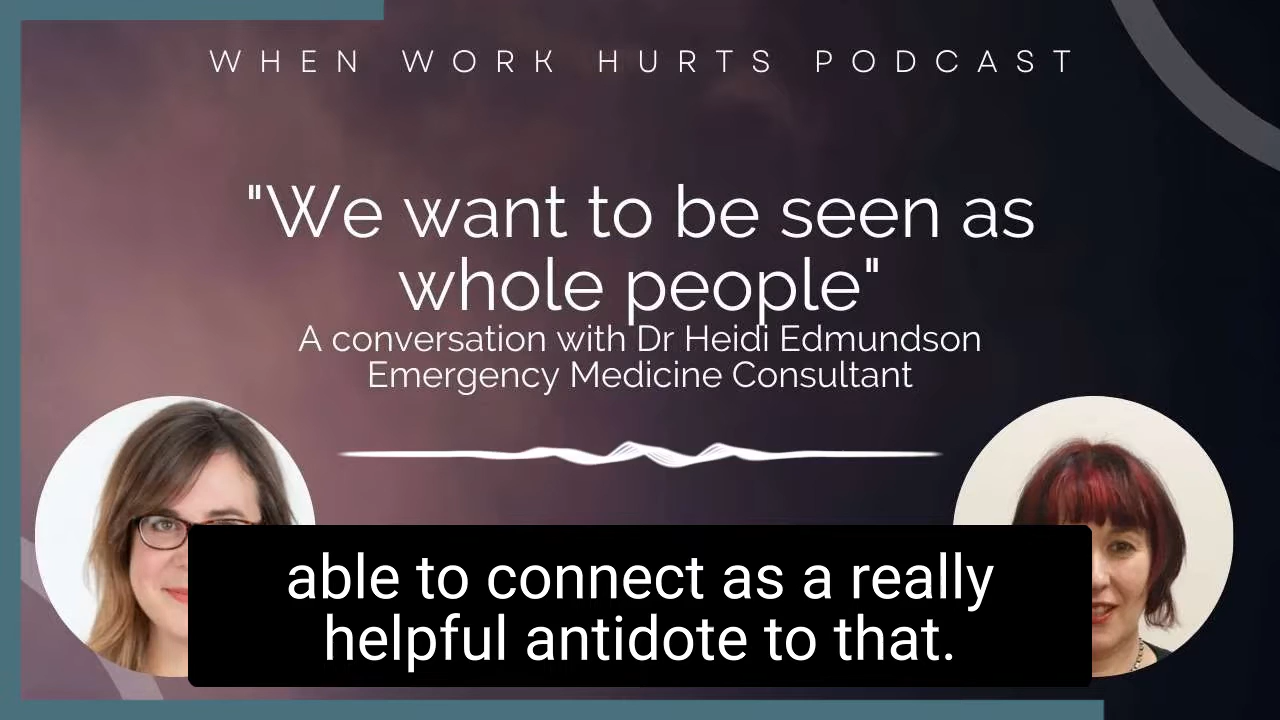 WHEN WORK HURTS PODCAST
"We want to be seen as
whole people"
A conversation with Dr Heidi Edmundson
Emergency Medicine Consultant
able to connect as a really
helpful antidote to that.